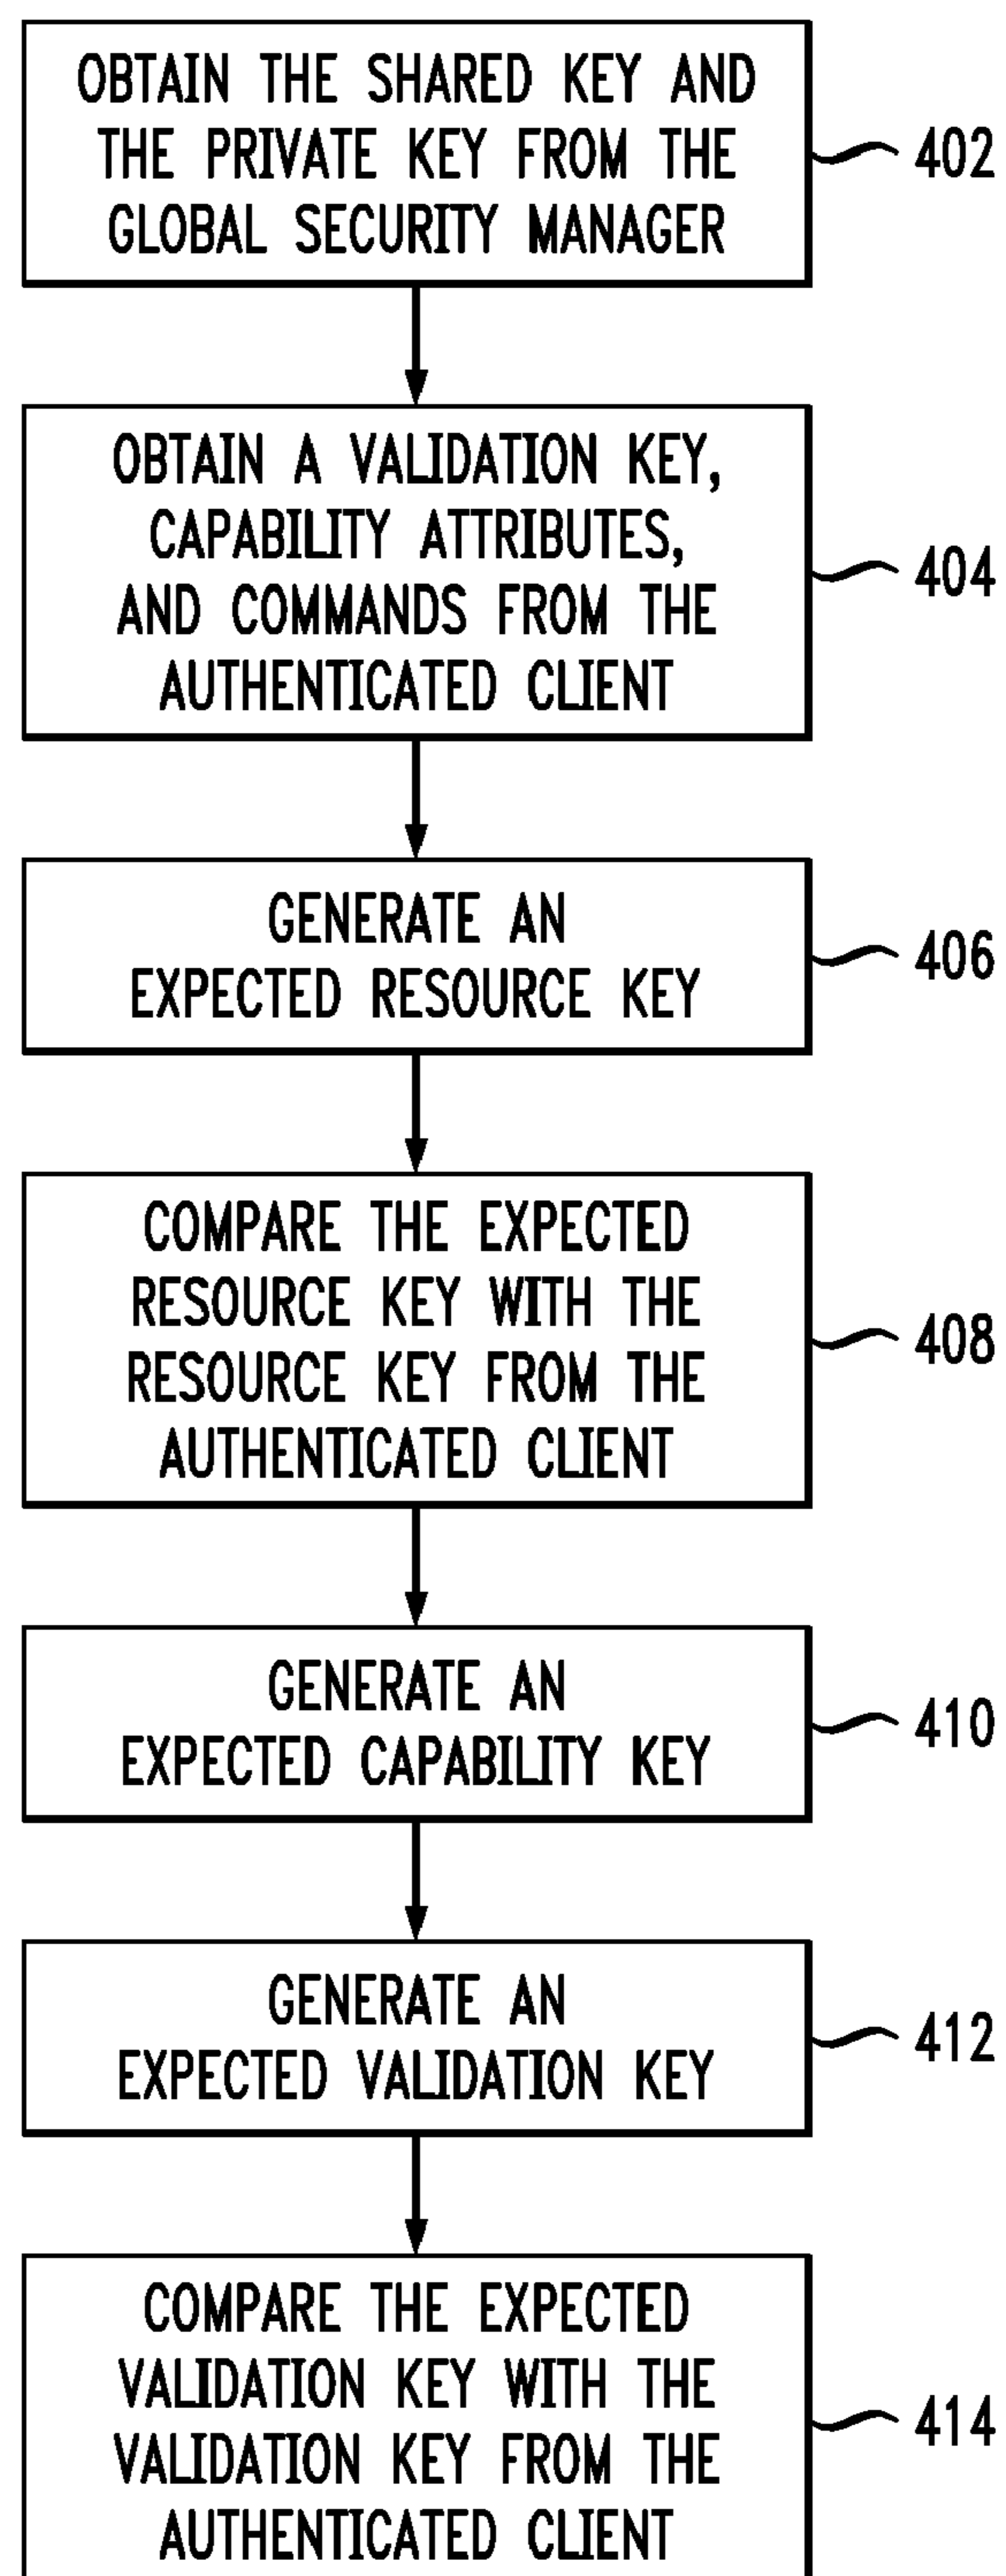 OBTAIN THE SHARED KEY AND
THE PRIVATE KEY FROM THE
GLOBAL SECURITY MANAGER
402
OBTAIN A VALIDATION KEY,
CAPABILITY ATTRIBUTES,
AND COMMANDS FROM THE
AUTHENTICATED CLIENT
404
GENERATE AN
EXPECTED RESOURCE KEY
406
COMPARE THE EXPECTED
RESOURCE KEY WITH THE
RESOURCE KEY FROM THE
AUTHENTICATED CLIENT
408
GENERATE AN
EXPECTED CAPABILITY KEY
410
GENERATE AN
EXPECTED VALIDATION KEY
412
COMPARE THE EXPECTED
VALIDATION KEY WITH THE
VALIDATION KEY FROM THE
AUTHENTICATED CLIENT
414